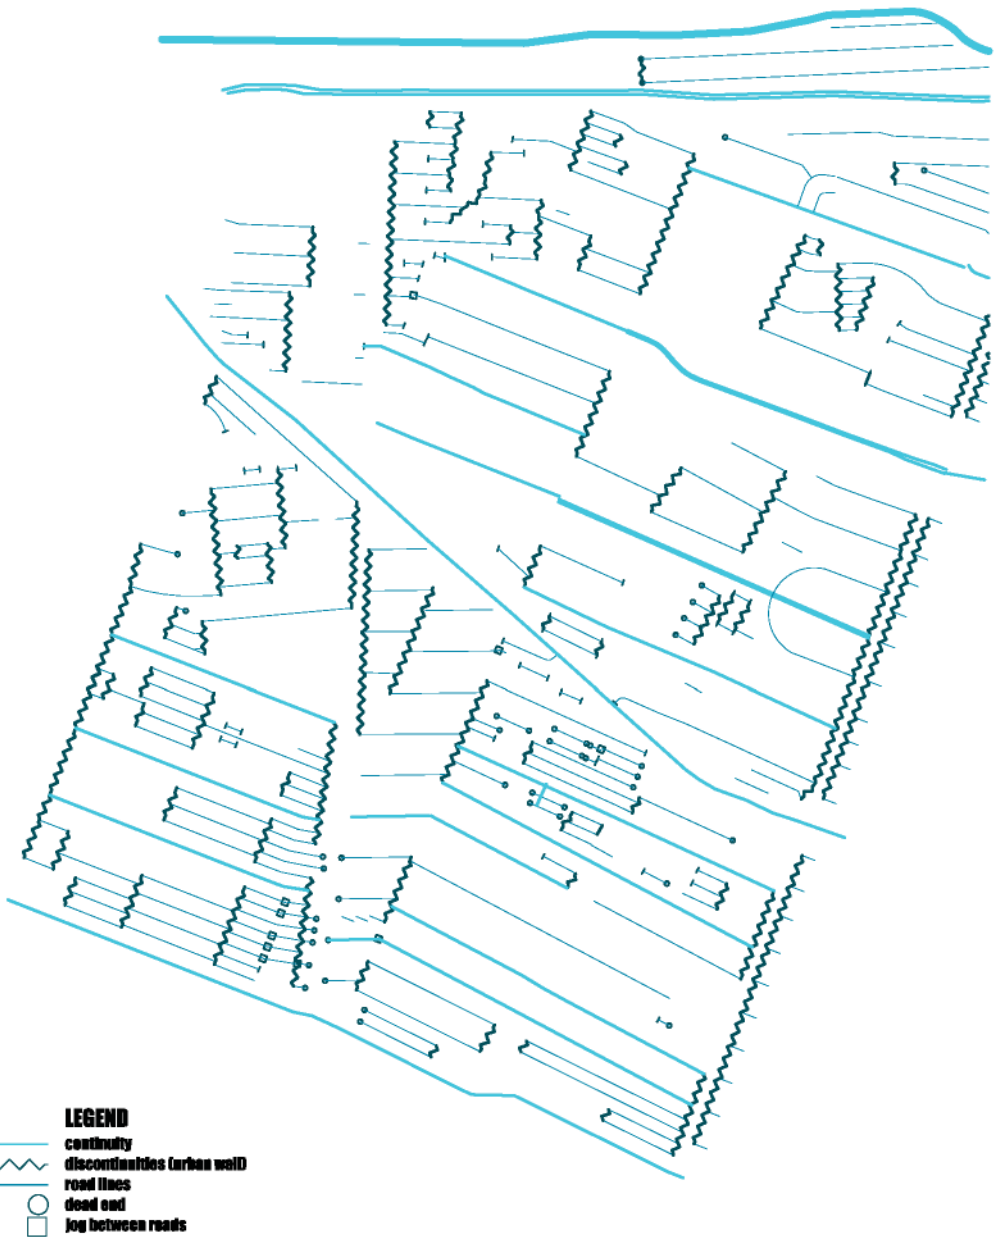 LEGEND
continuity
discontinuities (urban wall)
road lines
dead end
jog between roads